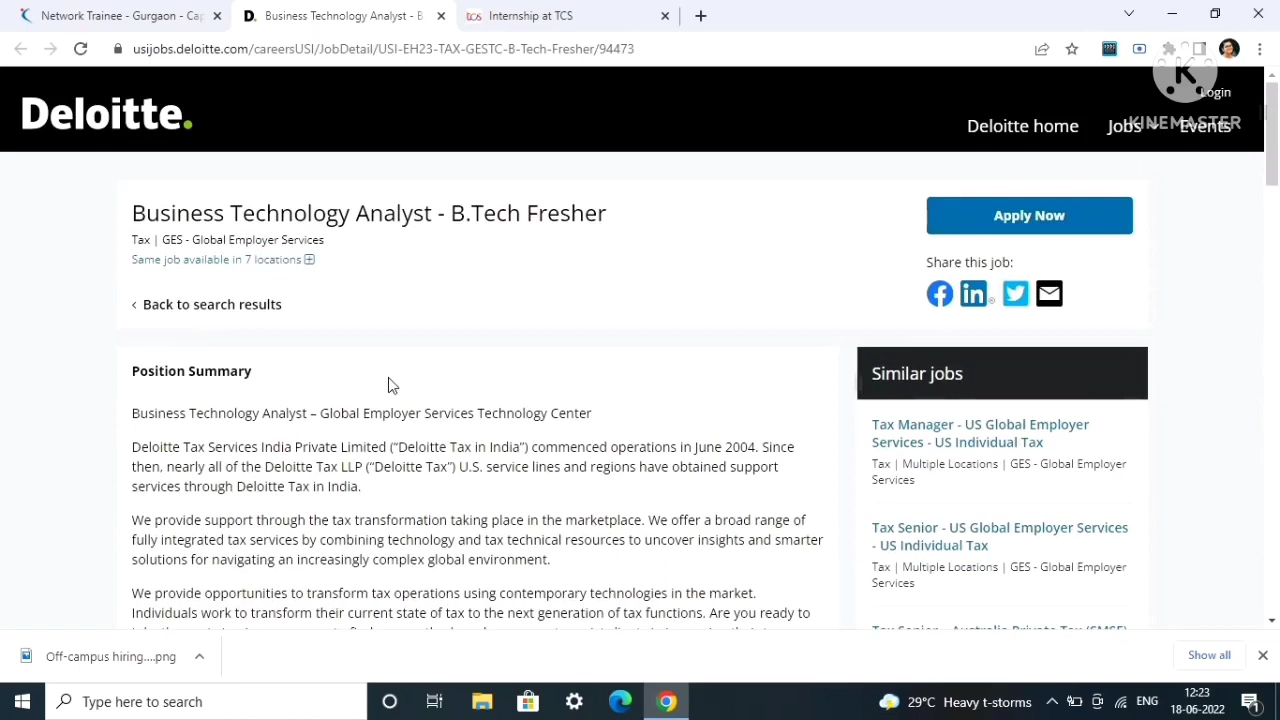 Network Trainee - Gurgaon - Cap
Business Technology Analyst - B
Internship at TCS
usijobs.deloitte.com/careersUSI/JobDetail/USI-EH23-TAX-GESTC-B-Tech-Fresher/94473
Deloitte.
Login
Deloitte home
Jobs
Events
KINEMASTER
Business Technology Analyst - B.Tech Fresher
Tax | GES - Global Employer Services
Same job available in 7 locations
Apply Now
Share this job:
‹ Back to search results
Position Summary
Business Technology Analyst – Global Employer Services Technology Center
Deloitte Tax Services India Private Limited (“Deloitte Tax in India”) commenced operations in June 2004. Since
then, nearly all of the Deloitte Tax LLP (“Deloitte Tax”) U.S. service lines and regions have obtained support
services through Deloitte Tax in India.
We provide support through the tax transformation taking place in the marketplace. We offer a broad range of
fully integrated tax services by combining technology and tax technical resources to uncover insights and smarter
solutions for navigating an increasingly complex global environment.
We provide opportunities to transform tax operations using contemporary technologies in the market.
Individuals work to transform their current state of tax to the next generation of tax functions. Are you ready to
Similar jobs
Tax Manager - US Global Employer
Services - US Individual Tax
Tax | Multiple Locations | GES - Global Employer
Services
Tax Senior - US Global Employer Services
- US Individual Tax
Tax | Multiple Locations | GES - Global Employer
Services
Tax Senior - Australia Private Tax (SMSF)
Off-campus hiring....png
Show all
Type here to search
29°C Heavy t-storms
ENG
12:23
18-06-2022